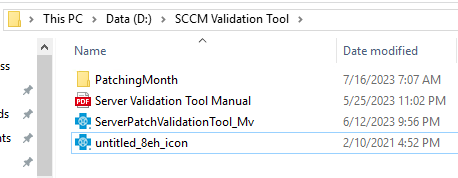 This PC > Data (D:) > SCCM Validation Tool >
Name Date modified
PatchingMonth 7/16/2023 7:07 AM
PDF Server Validation Tool Manual 5/25/2023 11:02 PM
ServerPatchValidationTool_Mv 6/12/2023 9:56 PM
untitled_8eh_icon 2/10/2021 4:52 PM
ss
ds
nts